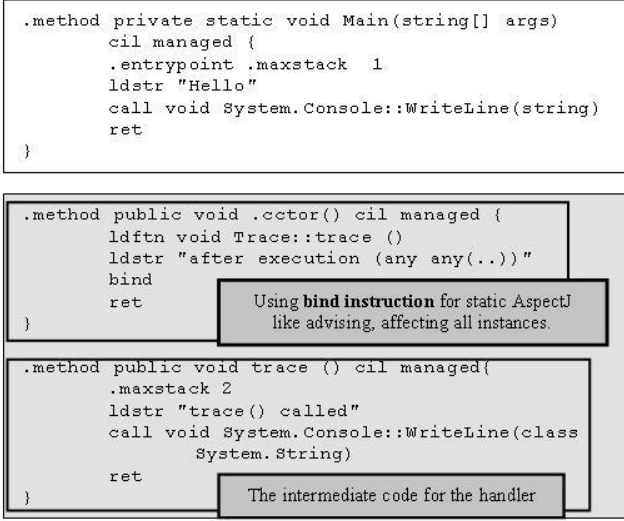 .method private static void Main(string[] args)
cil managed {
.entrypoint .maxstack 1
ldstr "Hello"
call void System.Console::WriteLine(string)
ret
}
.method public void .cctor() cil managed {
ldftn void Trace::trace ()
ldstr "after execution (any any(..))"
bind
ret
}
Using bind instruction for static AspectJ
like advising, affecting all instances.
.method public void trace () cil managed{
.maxstack 2
ldstr "trace() called"
call void System.Console::WriteLine(class
System.String)
ret
}
The intermediate code for the handler